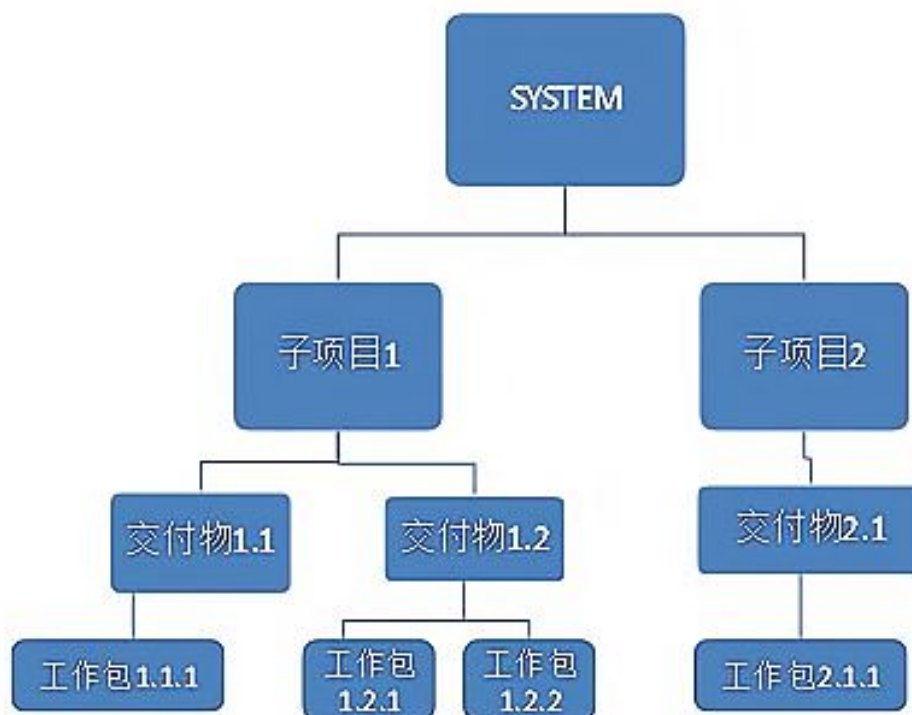 SYSTEM
子项目1
子项目2
交付物1.1
交付物1.2
交付物2.1
工作包1.1.1
工作包
1.2.1
工作包
1.2.2
工作包2.1.1